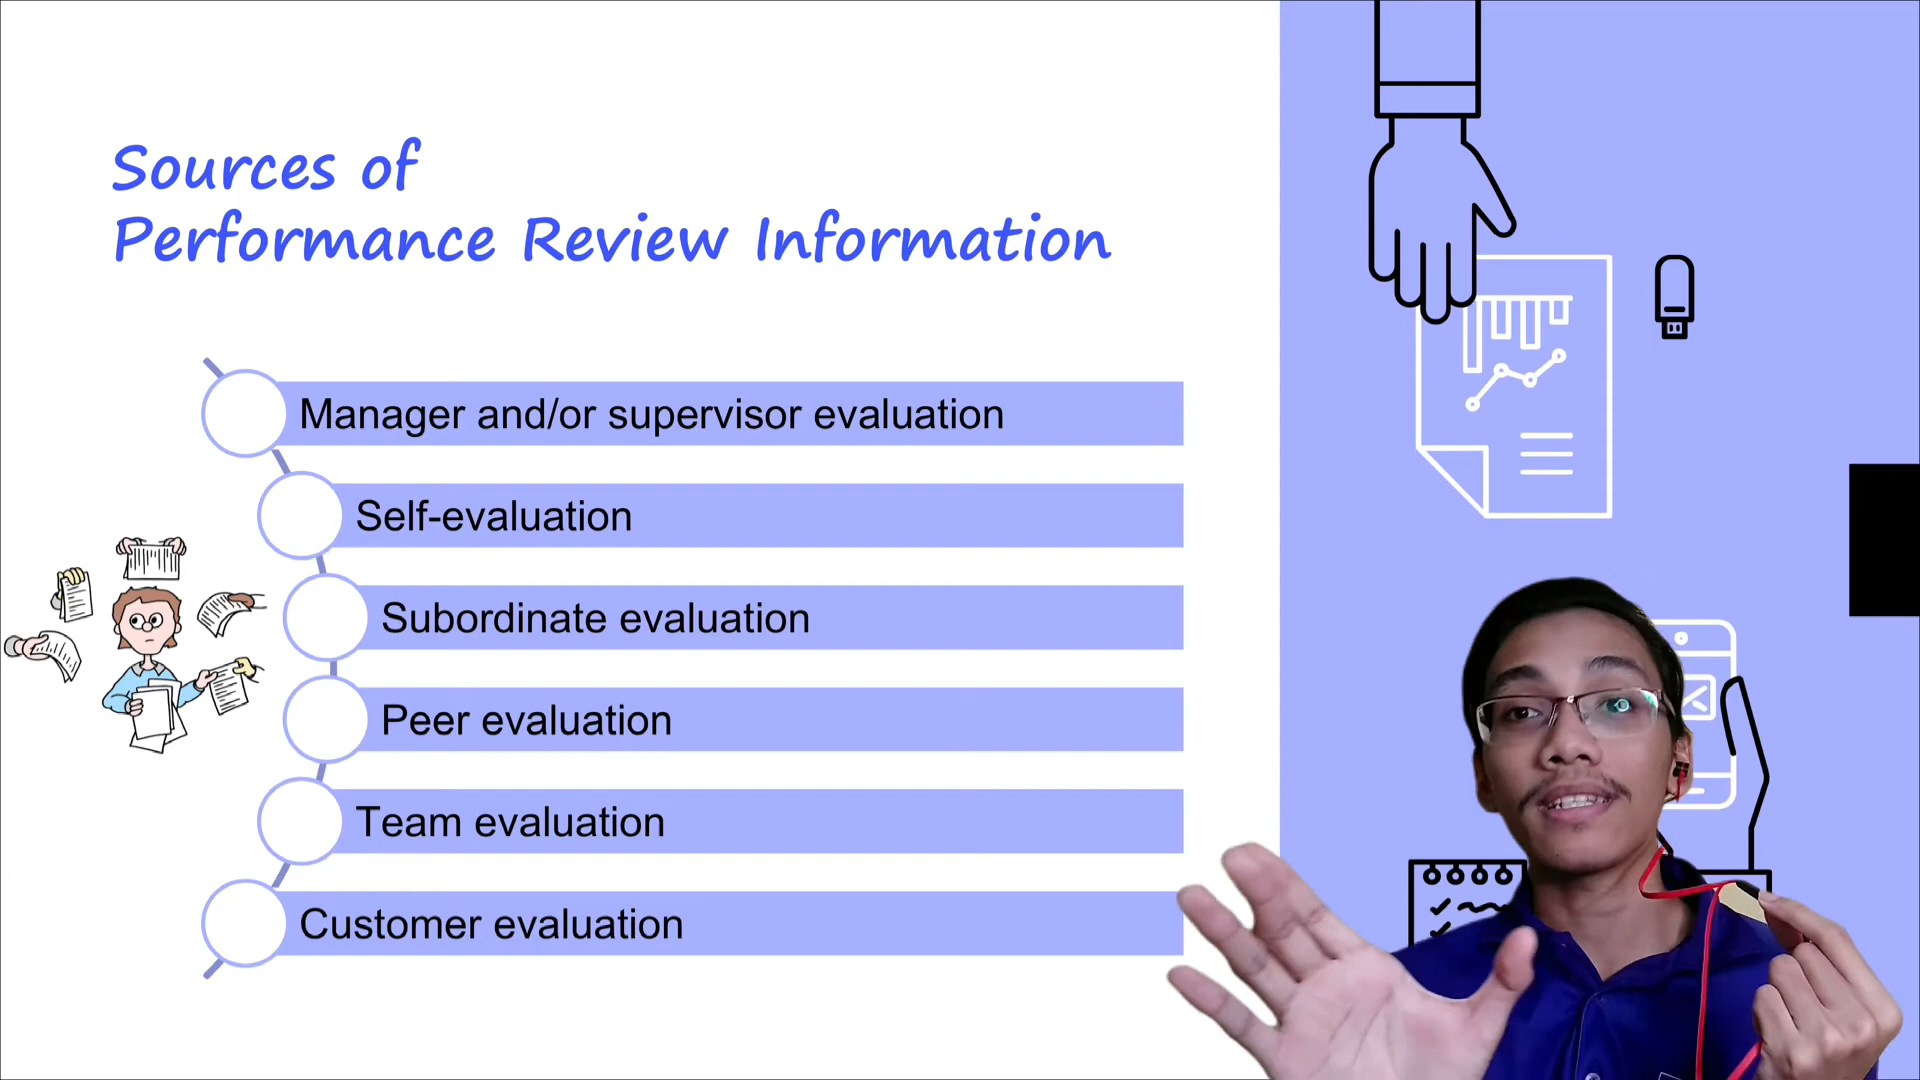 Sources of
Performance Review Information
Manager and/or supervisor evaluation
Self-evaluation
Subordinate evaluation
Peer evaluation
Team evaluation
Customer evaluation